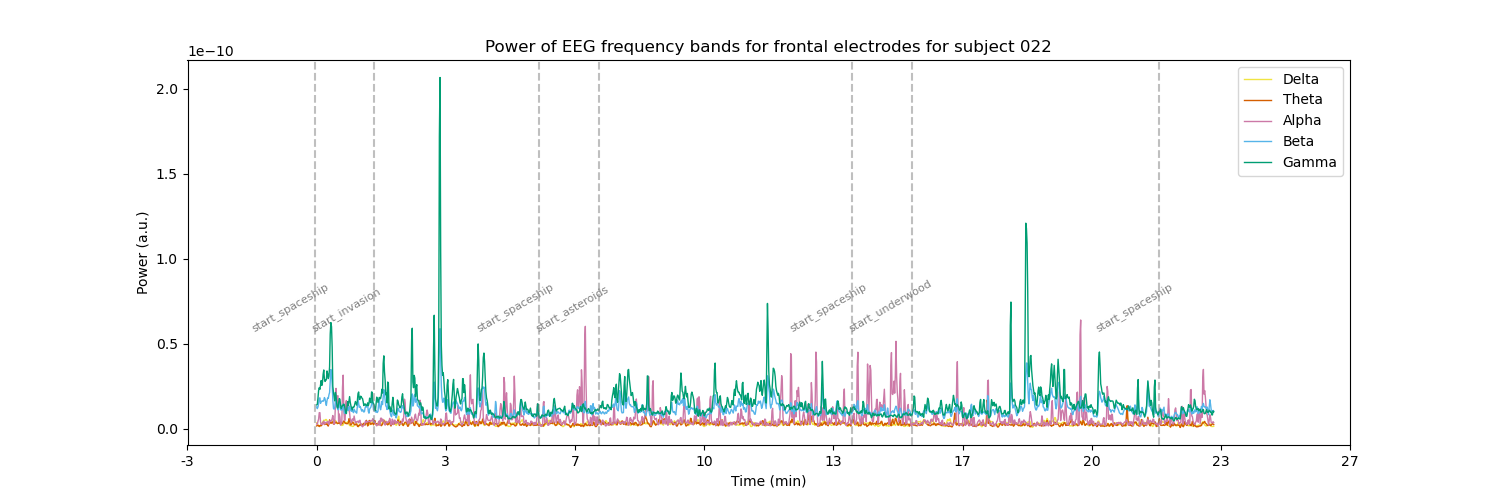 Power of EEG frequency bands for frontal electrodes for subject 022
1e−10
Delta
Theta
Alpha
Beta
Gamma
2.0
1.5
1.0
0.5
0.0
Power (a.u.)
start_spaceship
start_invasion
start_spaceship
start_asteroids
start_spaceship
start_underwood
start_spaceship
-3 0 3 7 10 13 17 20 23 27
Time (min)